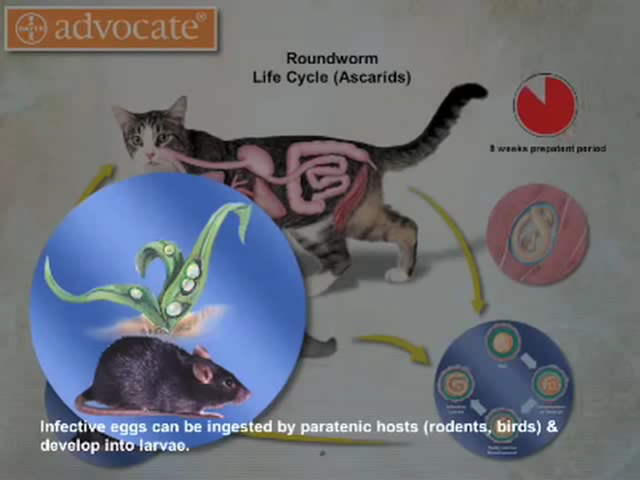 BAYER
advocate®
Roundworm
Life Cycle (Ascarids)
8 weeks prepatent period
Infective eggs can be ingested by paratenic hosts (rodents, birds) &
develop into larvae.